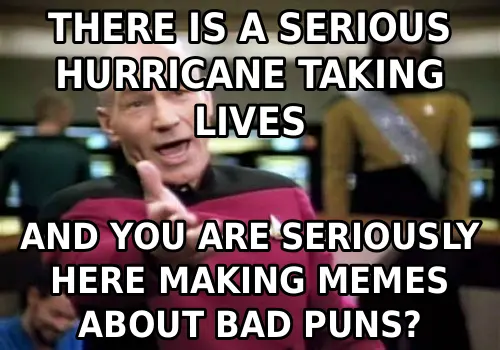 THERE IS A SERIOUS
HURRICANE TAKING
LIVES
AND YOU ARE SERIOUSLY
HERE MAKING MEMES
ABOUT BAD PUNS?